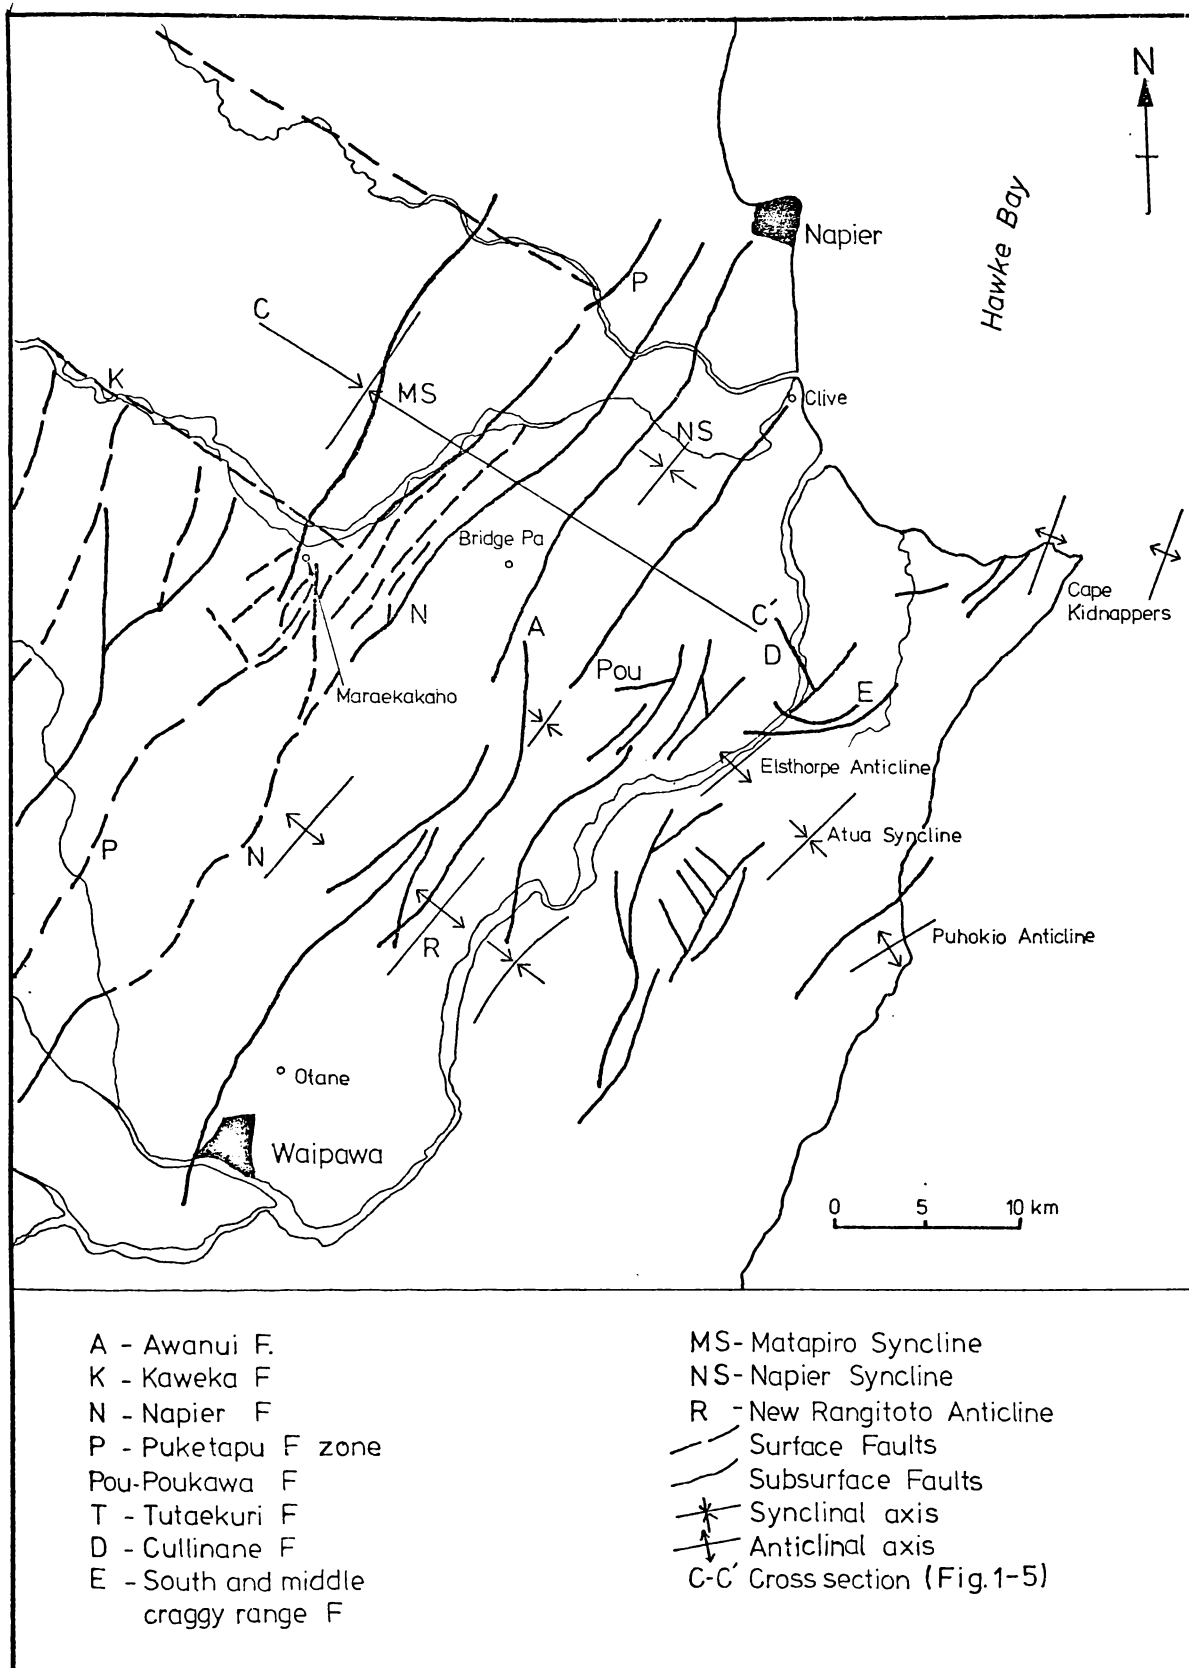 N
Hawke Bay
Napier
P
C
K
MS
Clive
NS
Bridge Pa
Cape
Kidnappers
N
A
C'
D
Pou
E
Maraekakaho
Elsthorpe Anticline
Atua Syncline
P
N
R
Puhokio Anticline
Otane
Waipawa
0 5 10 km
A - Awanui F.
K - Kaweka F
N - Napier F
P - Puketapu F zone
Pou-Poukawa F
T - Tutaekuri F
D - Cullinane F
E - South and middle
craggy range F
MS- Matapiro Syncline
NS- Napier Syncline
R - New Rangitoto Anticline
Surface Faults
Subsurface Faults
Synclinal axis
Anticlinal axis
C-C' Cross section (Fig. 1-5)